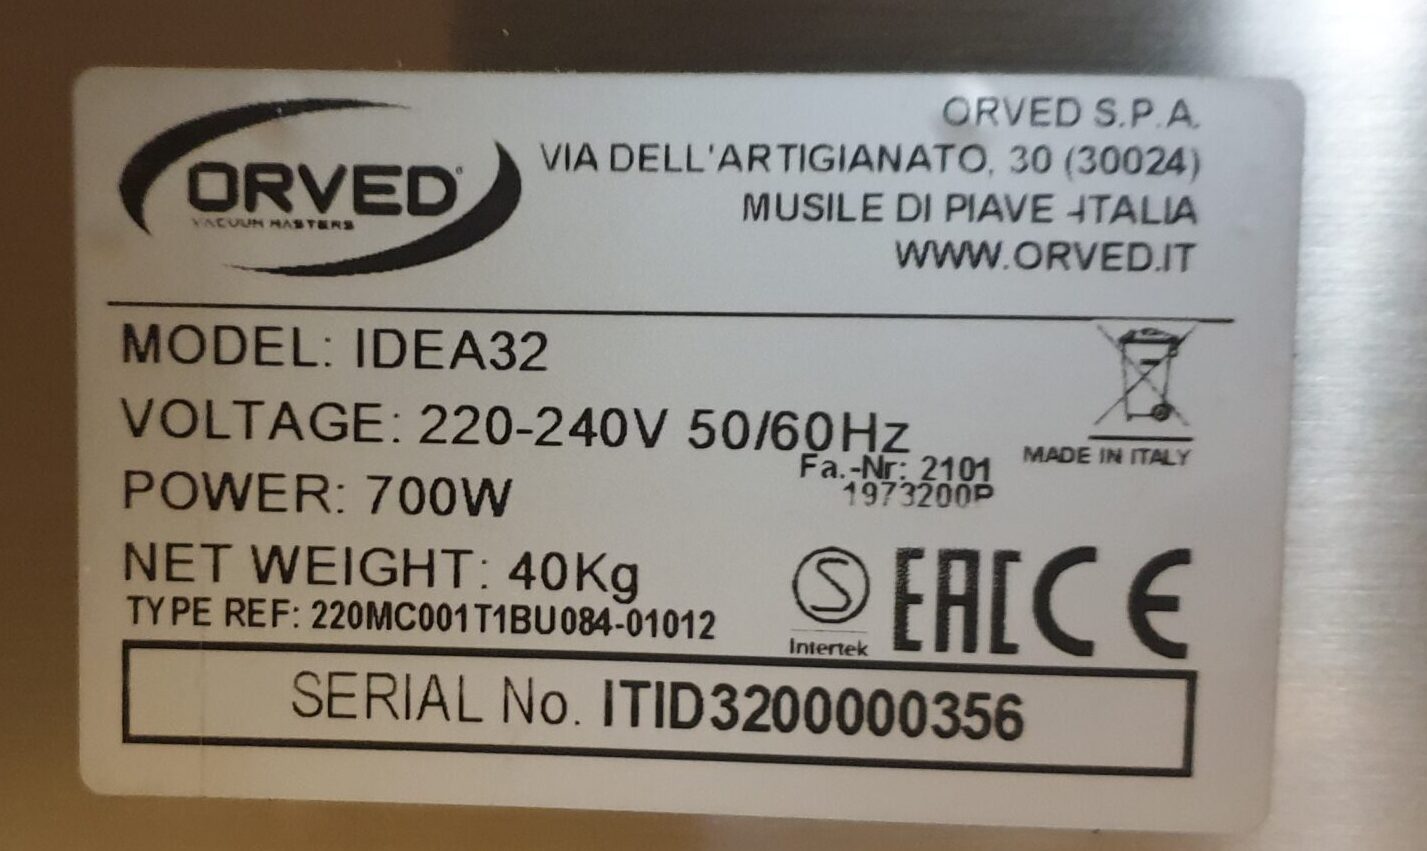 ORVED
VACUUM MASTERS
ORVED S.P.A.
VIA DELL'ARTIGIANATO, 30 (30024)
MUSILE DI PIAVE -ITALIA
WWW.ORVED.IT
MODEL: IDEA32
VOLTAGE: 220-240V 50/60Hz
POWER: 700W
Fa.-Nr: 2101
1973200P
MADE IN ITALY
NET WEIGHT: 40Kg
TYPE REF: 220MC001T1BU084-01012
S
Intertek
EAC CE
SERIAL No. ITID3200000356